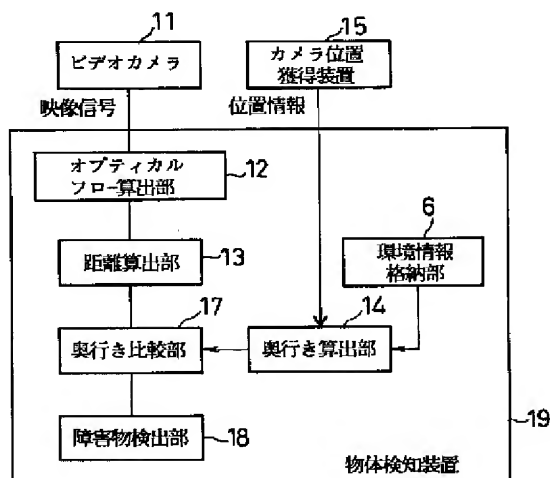 11
15
ビデオカメラ
カメラ位置
獲得装置
映像信号
位置情報
オプティカル
フロー算出部
12
6
距離算出部
13
環境情報
格納部
17
14
奥行き比較部
奥行き算出部
障害物検出部
18
19
物体検知装置